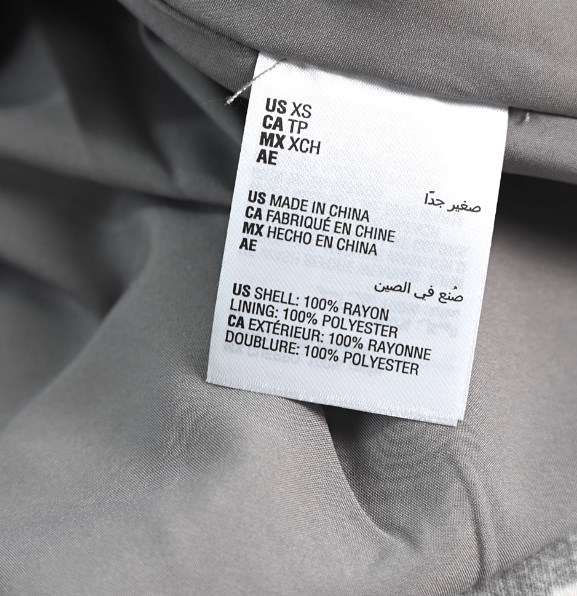 US XS
CA TP
MX XCH
AE
صغير جدًا
US MADE IN CHINA
CA FABRIQUÉ EN CHINE
MX HECHO EN CHINA
AE
صُنع في الصين
US SHELL: 100% RAYON
LINING: 100% POLYESTER
CA EXTÉRIEUR: 100% RAYONNE
DOUBLURE: 100% POLYESTER